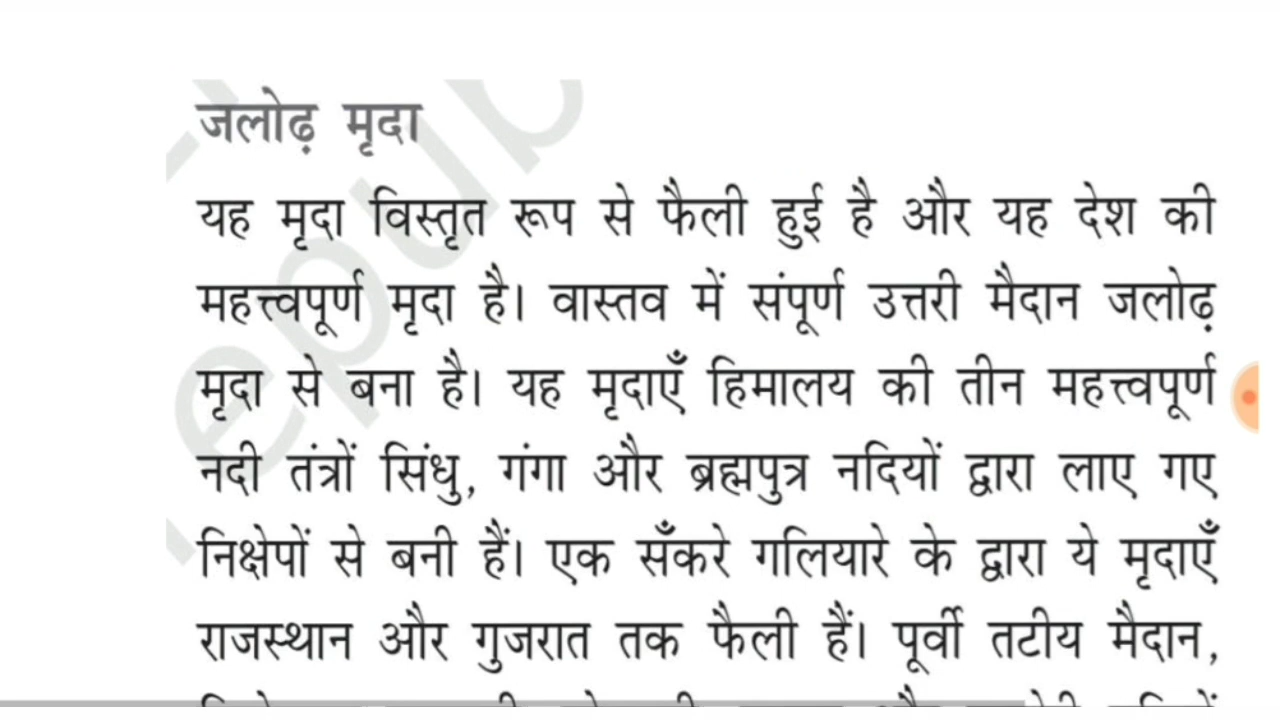 जलोढ़ मृदा
यह मृदा विस्तृत रूप से फैली हुई है और यह देश की
महत्त्वपूर्ण मृदा है। वास्तव में संपूर्ण उत्तरी मैदान जलोढ़
मृदा से बना है। यह मृदाएँ हिमालय की तीन महत्त्वपूर्ण
नदी तंत्रों सिंधु, गंगा और ब्रह्मपुत्र नदियों द्वारा लाए गए
निक्षेपों से बनी हैं। एक सँकरे गलियारे के द्वारा ये मृदाएँ
राजस्थान और गुजरात तक फैली हैं। पूर्वी तटीय मैदान,